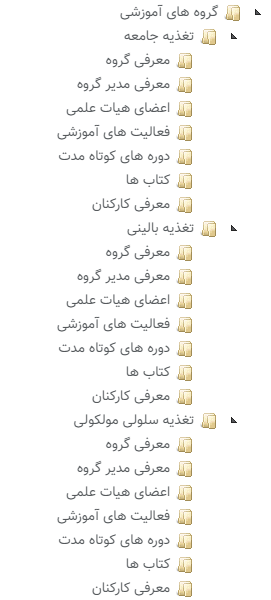 گروه های آموزشی
تغذیه جامعه
معرفی گروه
معرفی مدیر گروه
اعضای هیات علمی
فعالیت های آموزشی
دوره های کوتاه مدت
کتاب ها
معرفی کارکنان
تغذیه بالینی
معرفی گروه
معرفی مدیر گروه
اعضای هیات علمی
فعالیت های آموزشی
دوره های کوتاه مدت
کتاب ها
معرفی کارکنان
تغذیه سلولی مولکولی
معرفی گروه
معرفی مدیر گروه
اعضای هیات علمی
فعالیت های آموزشی
دوره های کوتاه مدت
کتاب ها
معرفی کارکنان